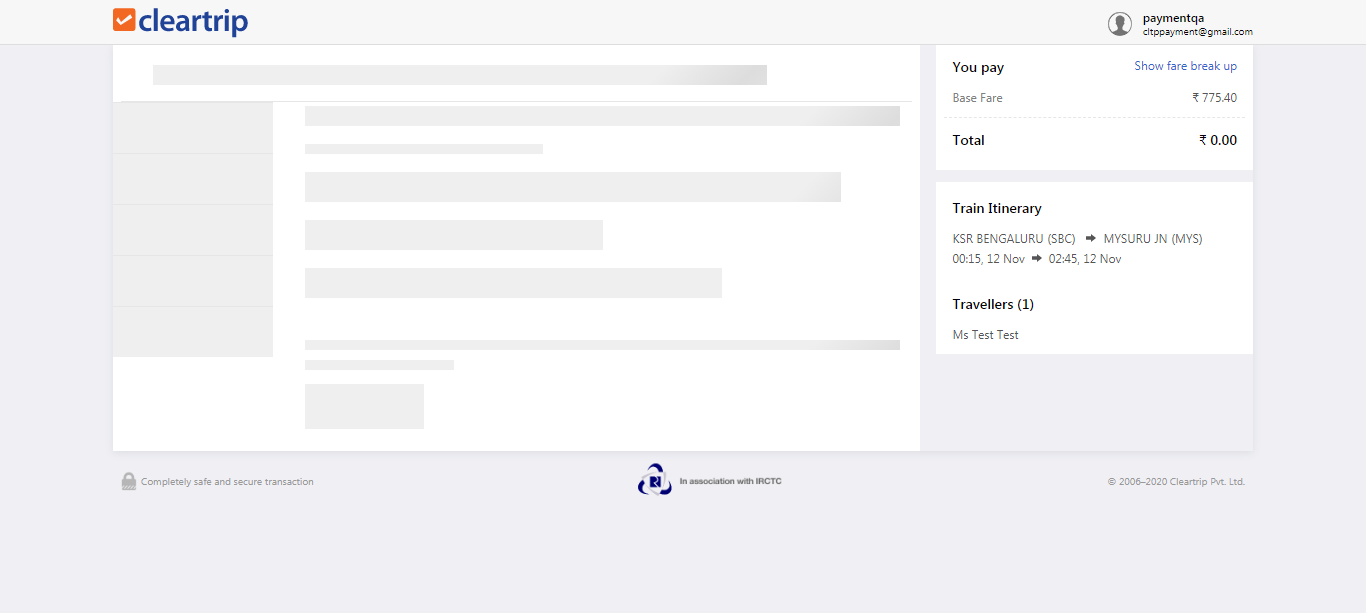 cleartrip
paymentqa
cltppayment@gmail.com
You pay
Show fare break up
Base Fare
₹ 775.40
Total
₹ 0.00
Train Itinerary
KSR BENGALURU (SBC) MYSURU JN (MYS)
00:15, 12 Nov 02:45, 12 Nov
Travellers (1)
Ms Test Test
Completely safe and secure transaction
In association with IRCTC
© 2006–2020 Cleartrip Pvt. Ltd.